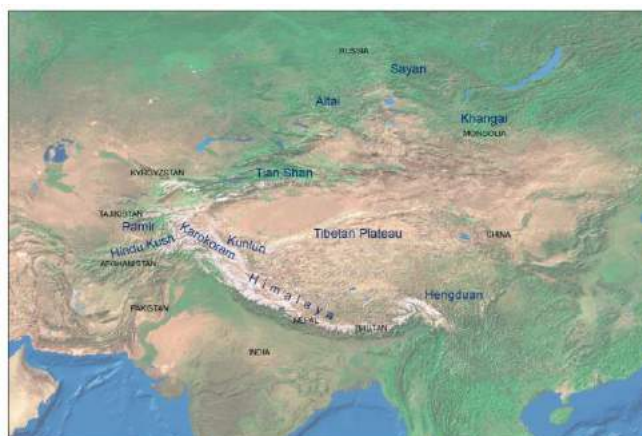 RUSSIA
Sayan
Altai
Khangai
MONGOLIA
KYRGYZSTAN
Tian Shan
TAJIKISTAN
Pamir
Karokoram
Kunlun
Tibetan Plateau
CHINA
Hindu Kush
AFGHANISTAN
Himalaya
Hengduan
PAKISTAN
NEPAL
BHUTAN
INDIA